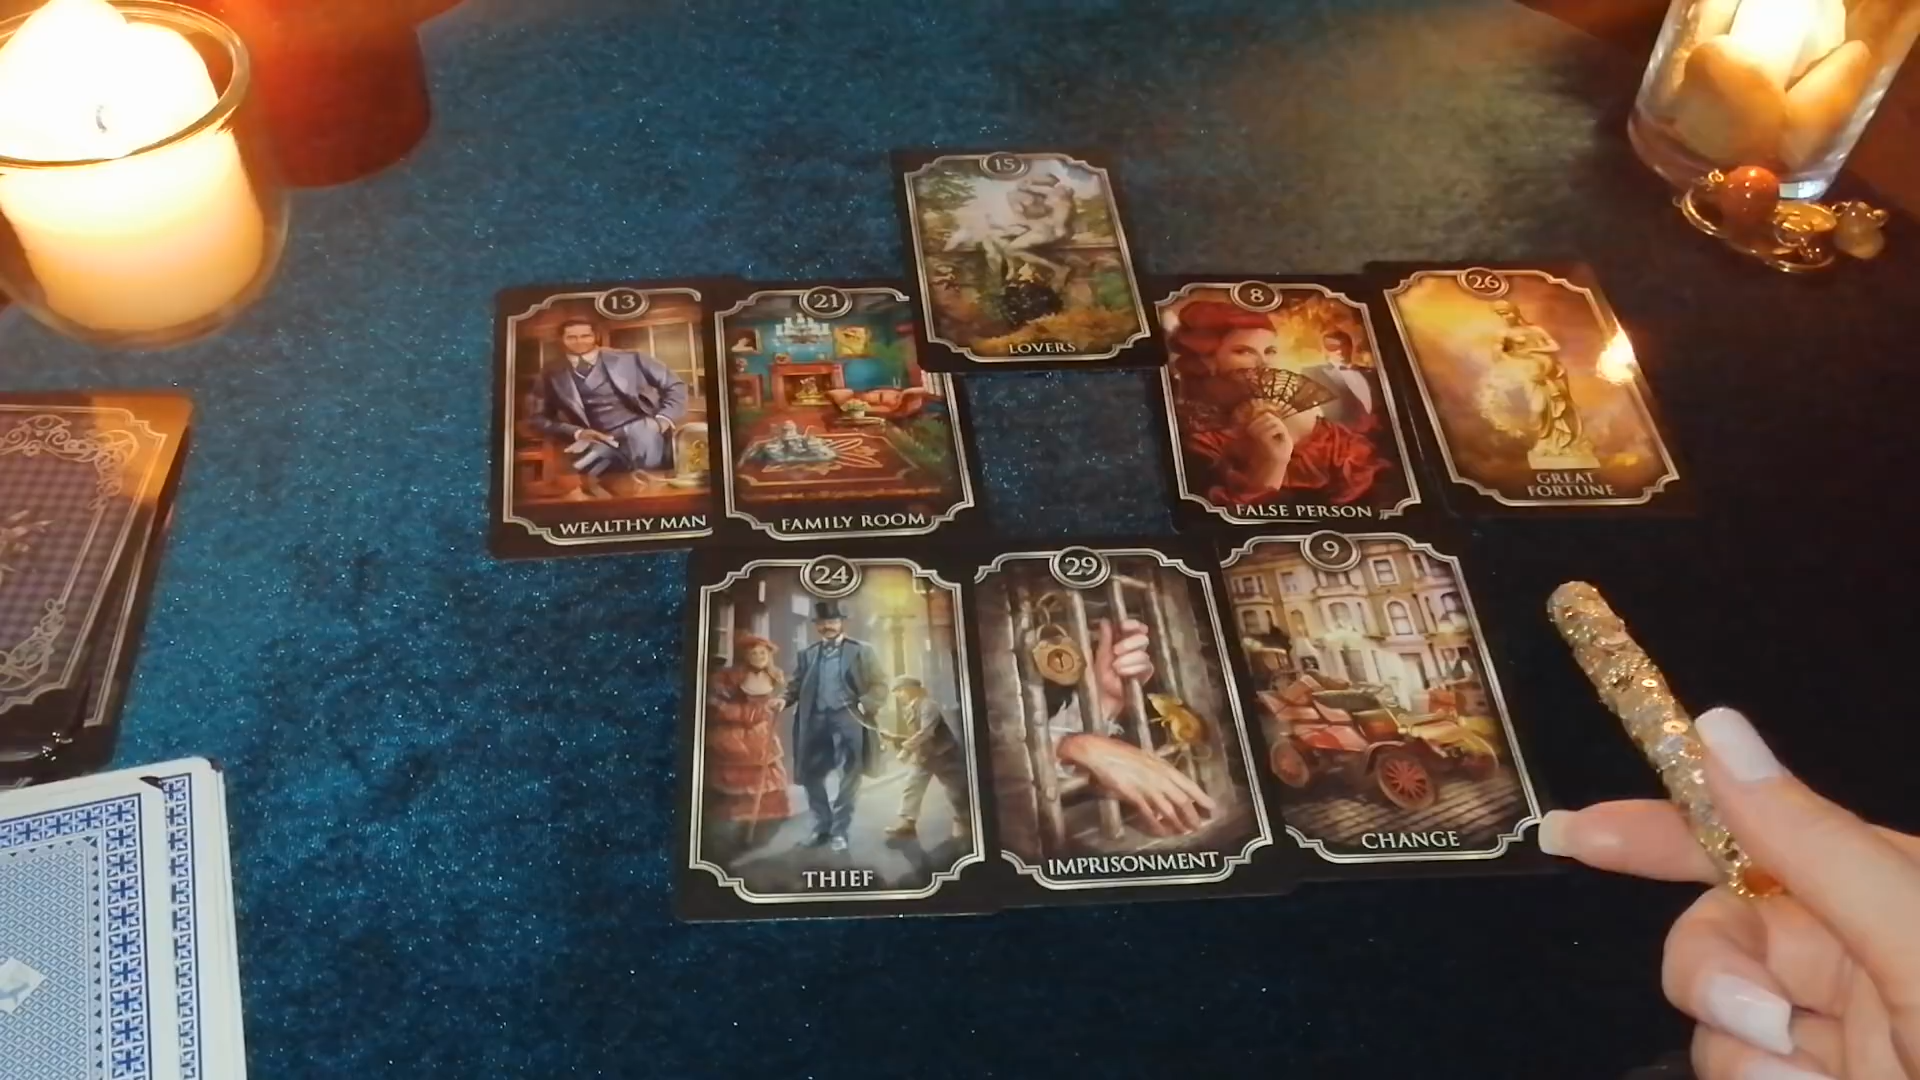 15
LOVERS
13
WEALTHY MAN
21
FAMILY ROOM
8
FALSE PERSON
26
GREAT
FORTUNE
24
THIEF
29
IMPRISONMENT
9
CHANGE